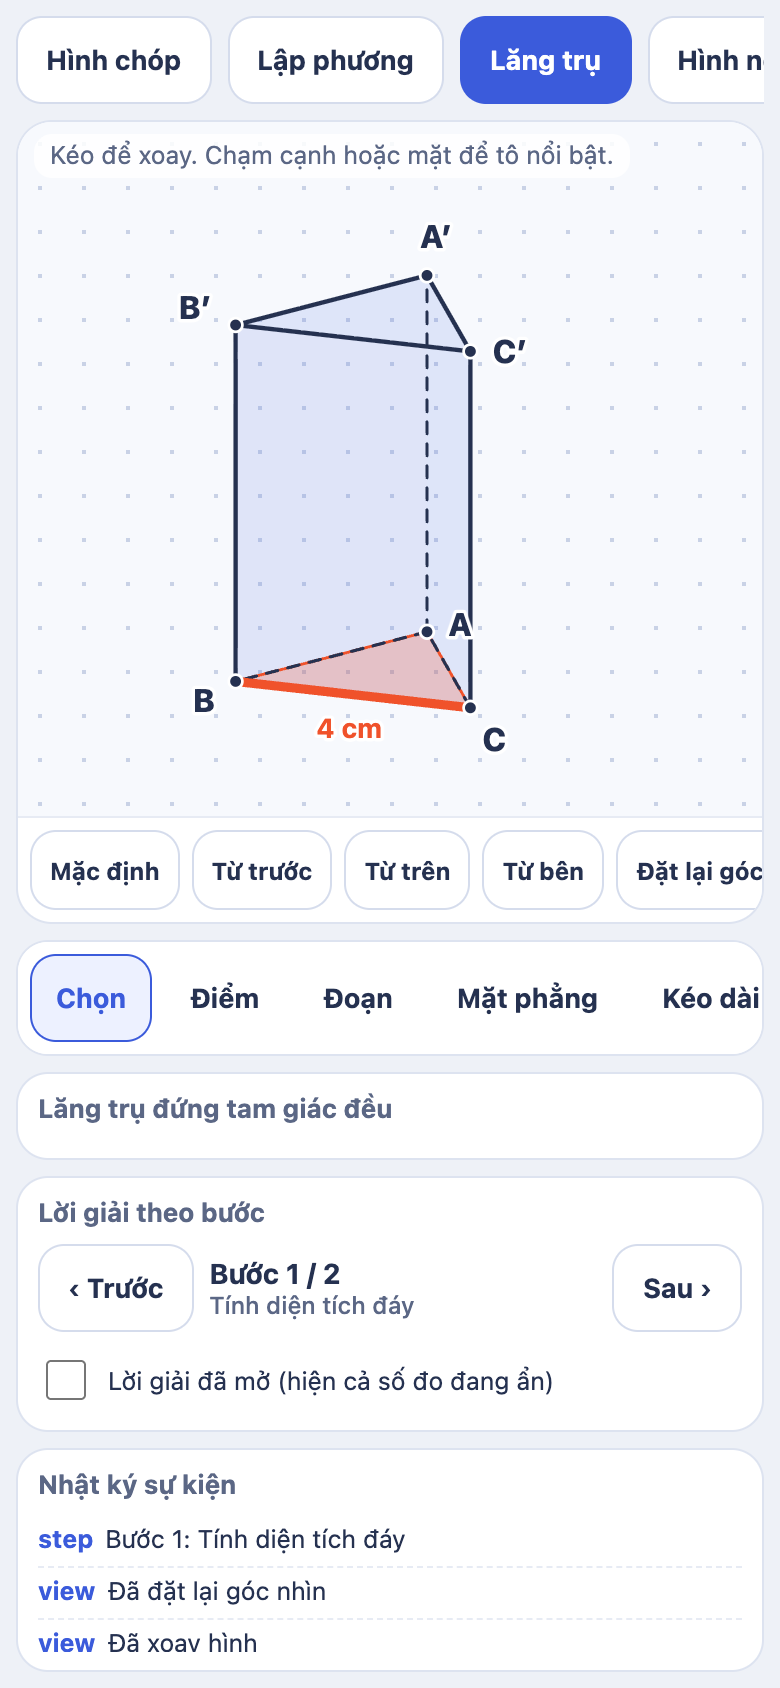 Hình chóp
Lập phương
Lăng trụ
Hình n
Kéo để xoay. Chạm cạnh hoặc mặt để tô nổi bật.
A′
B′
C′
A
B
4 cm
C
Mặc định
Từ trước
Từ trên
Từ bên
Đặt lại góc
Chọn
Điểm
Đoạn
Mặt phẳng
Kéo dài
Lăng trụ đứng tam giác đều
Lời giải theo bước
‹ Trước
Bước 1 / 2
Tính diện tích đáy
Sau ›
Lời giải đã mở (hiện cả số đo đang ẩn)
Nhật ký sự kiện
step Bước 1: Tính diện tích đáy
view Đã đặt lại góc nhìn
view Đã xoay hình